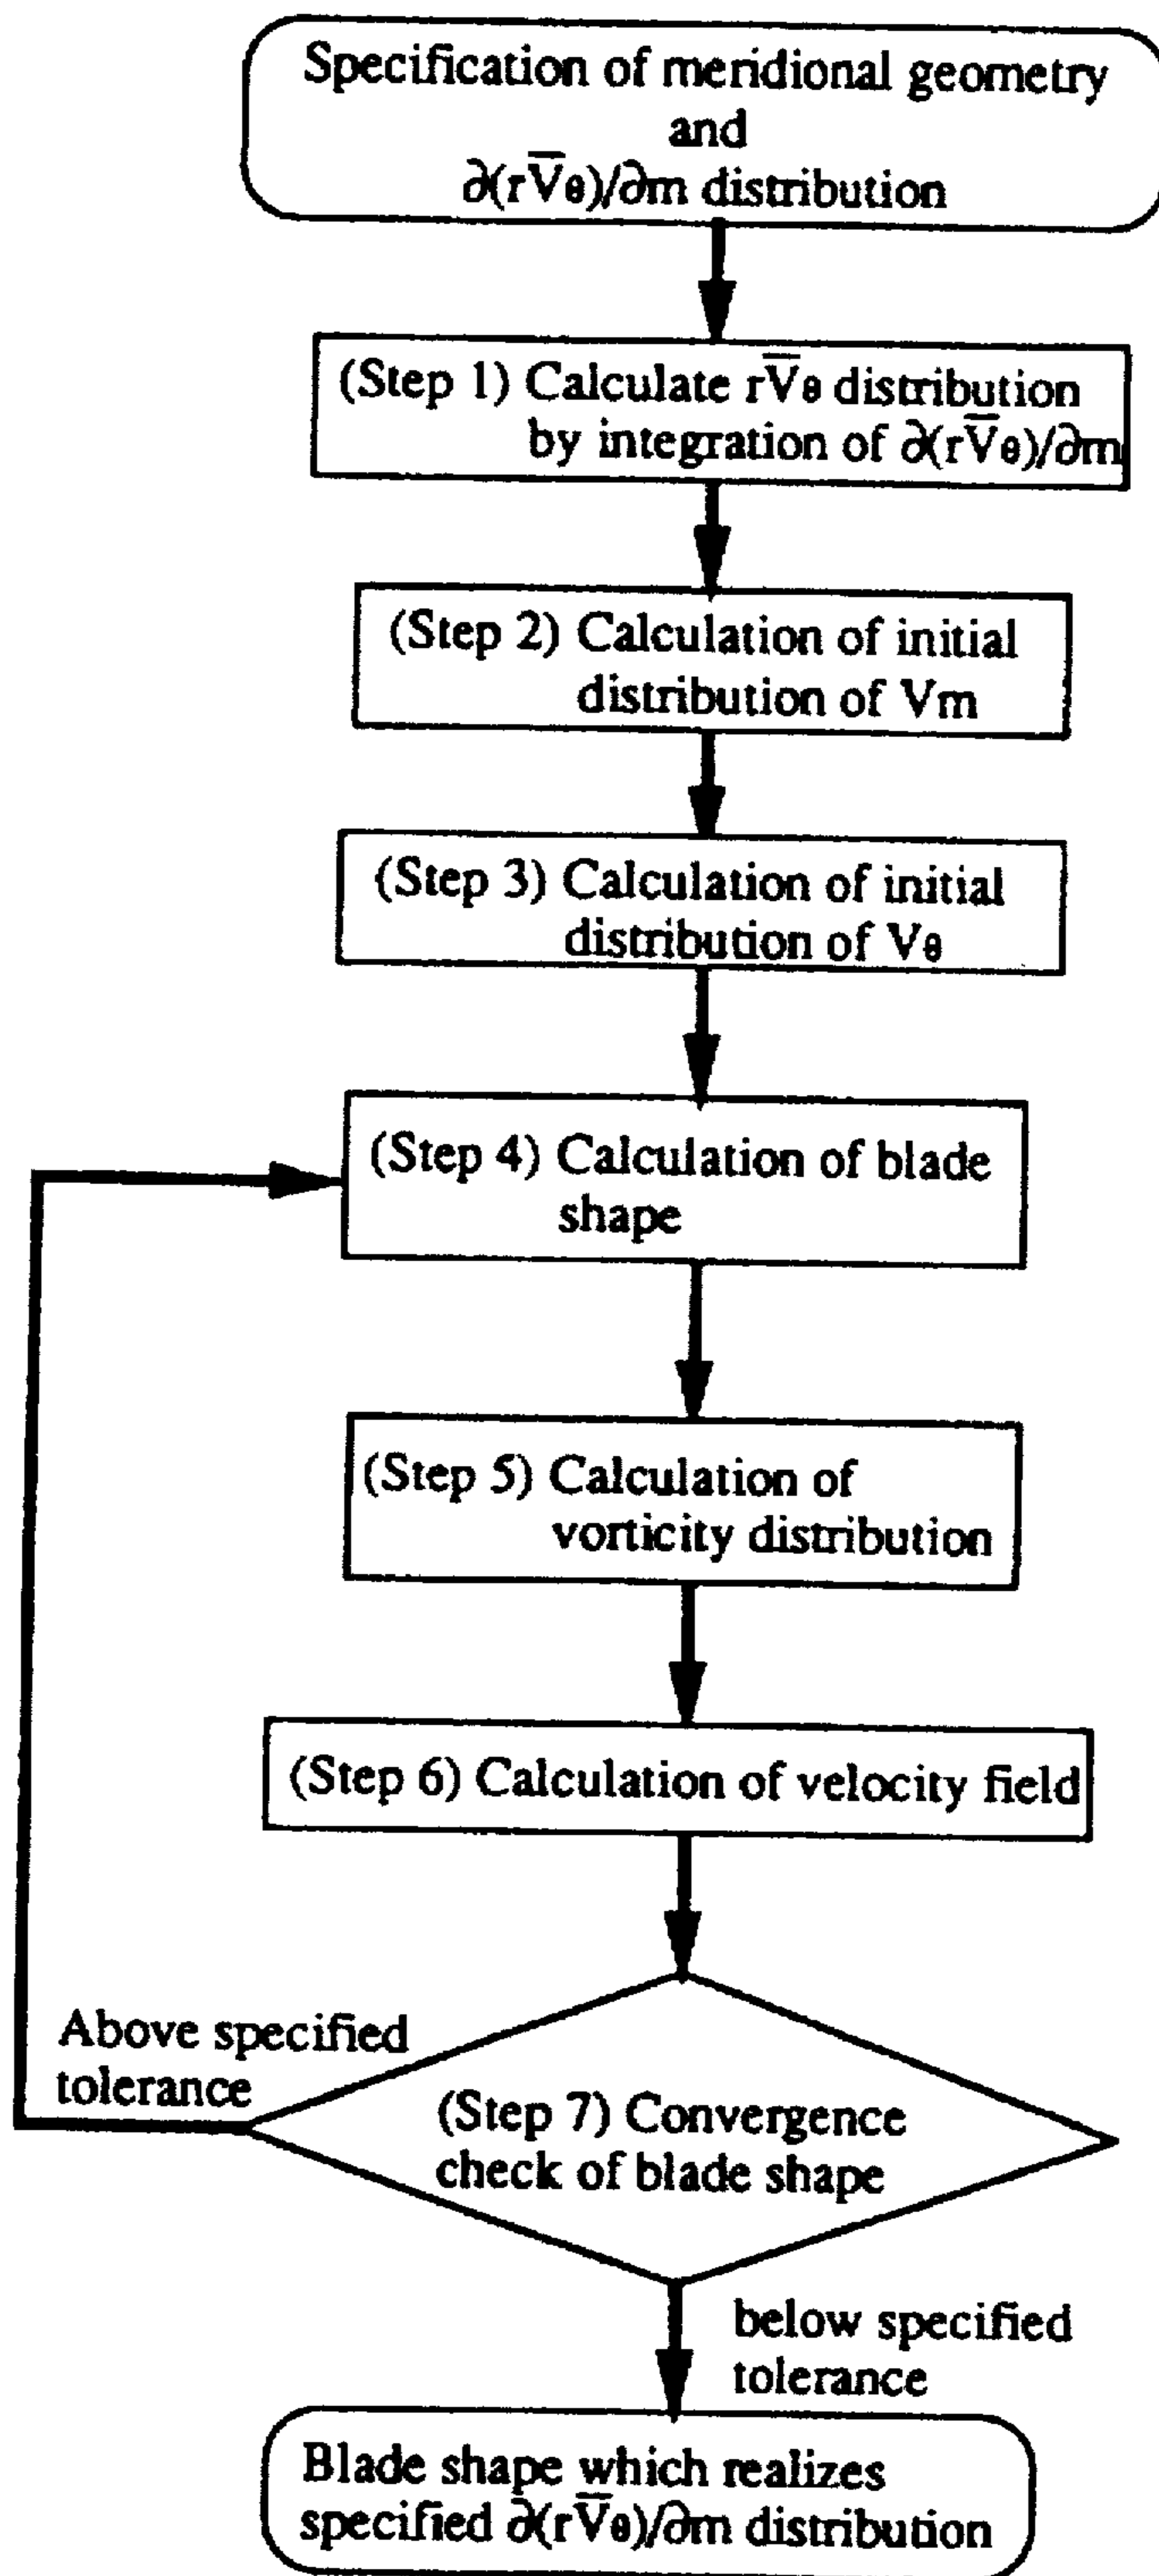 Specification of meridional geometry
and
∂(rV̅θ)/∂m distribution
(Step 1) Calculate rV̅θ distribution
by integration of ∂(rV̅θ)/∂m
(Step 2) Calculation of initial
distribution of Vm
(Step 3) Calculation of initial
distribution of Vθ
(Step 4) Calculation of blade
shape
(Step 5) Calculation of
vorticity distribution
(Step 6) Calculation of velocity field
Above specified
tolerance
(Step 7) Convergence
check of blade shape
below specified
tolerance
Blade shape which realizes
specified ∂(rV̅θ)/∂m distribution